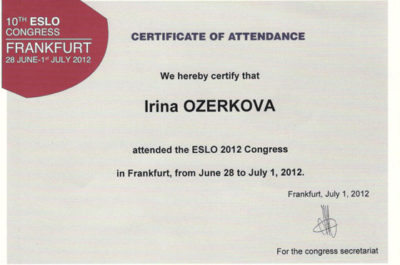 10TH ESLO
CONGRESS
FRANKFURT
28 JUNE-1ST JULY 2012
CERTIFICATE OF ATTENDANCE
We hereby certify that
Irina OZERKOVA
attended the ESLO 2012 Congress
in Frankfurt, from June 28 to July 1, 2012.
Frankfurt, July 1, 2012
For the congress secretariat